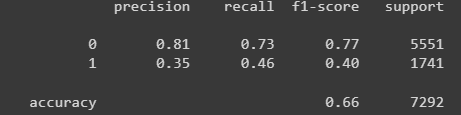 precision recall f1-score support
0 0.81 0.73 0.77 5551
1 0.35 0.46 0.40 1741
accuracy 0.66 7292